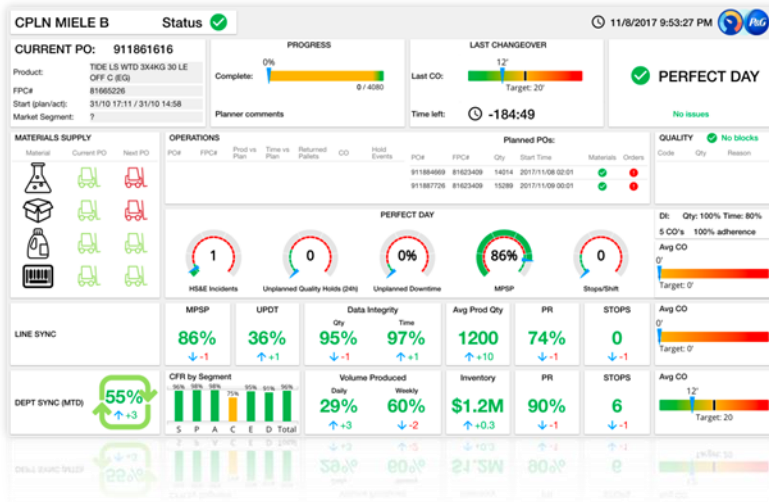 CPLN MIELE B Status
11/8/2017 9:53:27 PM P&G
CURRENT PO: 911861616
Product: TIDE LS WTD 3X4KG 30 LE
OFF C (EG)
FPC# 81665226
Start (plan/act): 31/10 17:11 / 31/10 14:58
Market Segment: ?
PROGRESS
0%
Complete:
0 / 4080
Planner comments
LAST CHANGEOVER
12'
Last CO:
Target: 20'
Time left: -184:49
PERFECT DAY
No issues
MATERIALS SUPPLY
Material Current PO Next PO
OPERATIONS
PO# FPC# Prod vs Plan Time vs Plan Returned Pallets CO Hold Events
Planned POs:
PO# FPC# Qty Start Time Materials Orders
911884669 81623409 14014 2017/11/08 02:01
911887726 81623409 15289 2017/11/09 00:01
QUALITY No blocks
Code Qty Reason
PERFECT DAY
1 0 0% 86% 0
HS&E Incidents Unplanned Quality Holds (24h) Unplanned Downtime MPSP Stops/Shift
DI: Qty: 100% Time: 80%
5 CO's 100% adherence
Avg CO
0'
Target: 0'
LINE SYNC
MPSP
86%
-1
UPDT
36%
+1
Data Integrity
Qty Time
95% 97%
-1 +1
Avg Prod Qty
1200
+10
PR
74%
-1
STOPS
0
-1
Avg CO
0'
Target: 0'
DEPT SYNC (MTD)
55%
+3
CFR by Segment
96% 98% 98% 75% 95% 91% 96%
S P A C E D Total
Volume Produced
Daily Weekly
29% 60%
+3 -2
Inventory
$1.2M
+0.3
PR
90%
-1
STOPS
6
-1
Avg CO
12'
Target: 20